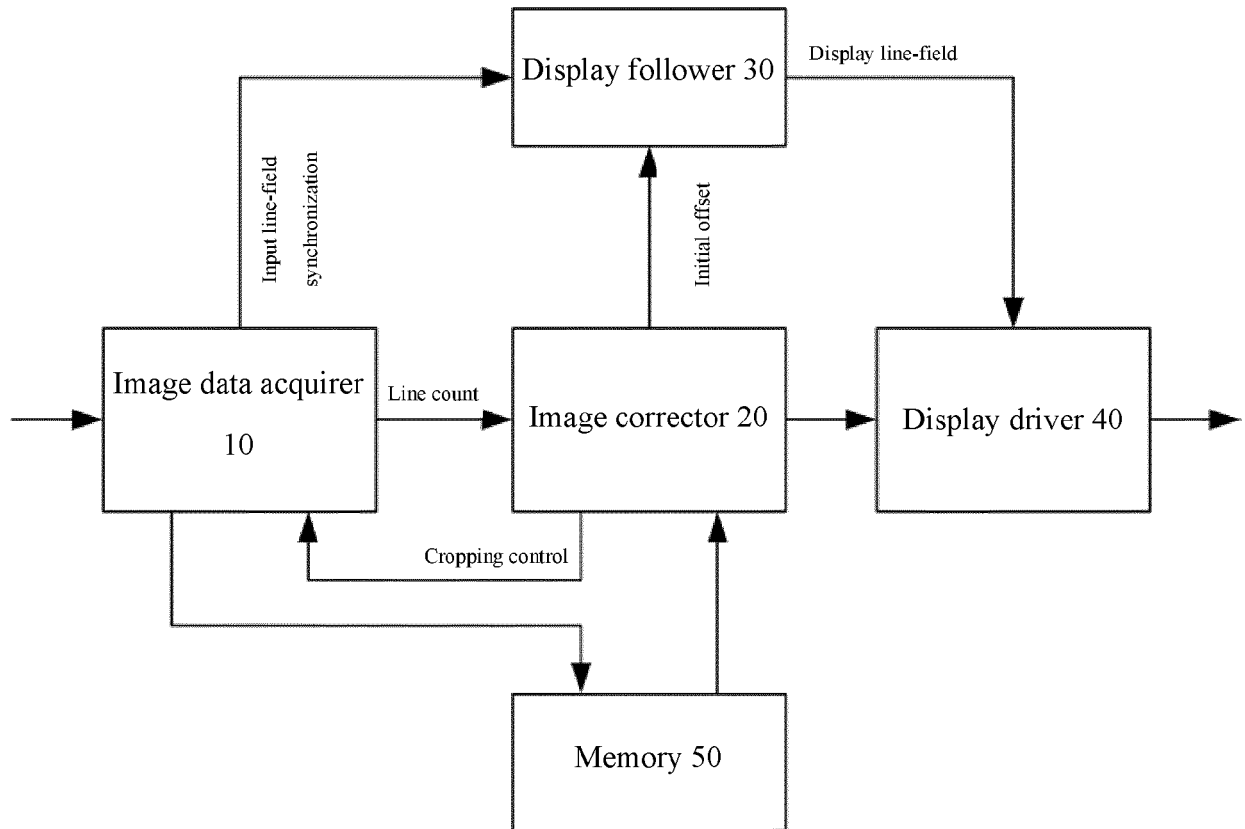 Display follower 30
Display line-field
Input line-field
synchronization
Initial offset
Image data acquirer
10
Line count
Image corrector 20
Display driver 40
Cropping control
Memory 50